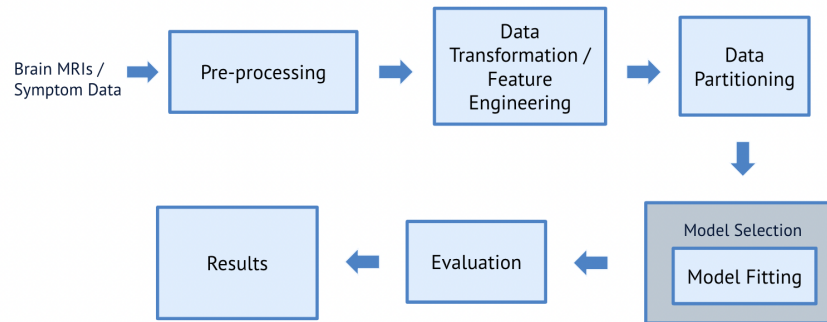 Brain MRIs /
Symptom Data
Pre-processing
Data
Transformation /
Feature
Engineering
Data
Partitioning
Model Selection
Model Fitting
Evaluation
Results